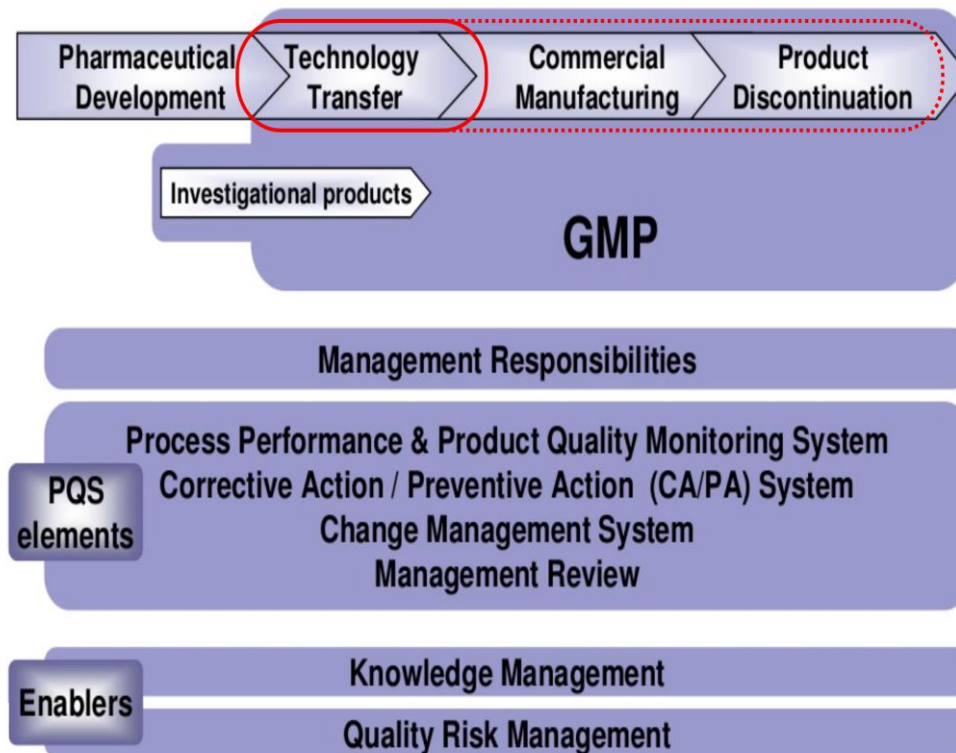 Pharmaceutical
Development
Technology
Transfer
Commercial
Manufacturing
Product
Discontinuation
Investigational products
GMP
Management Responsibilities
PQS
elements
Process Performance & Product Quality Monitoring System
Corrective Action / Preventive Action (CA/PA) System
Change Management System
Management Review
Enablers
Knowledge Management
Quality Risk Management